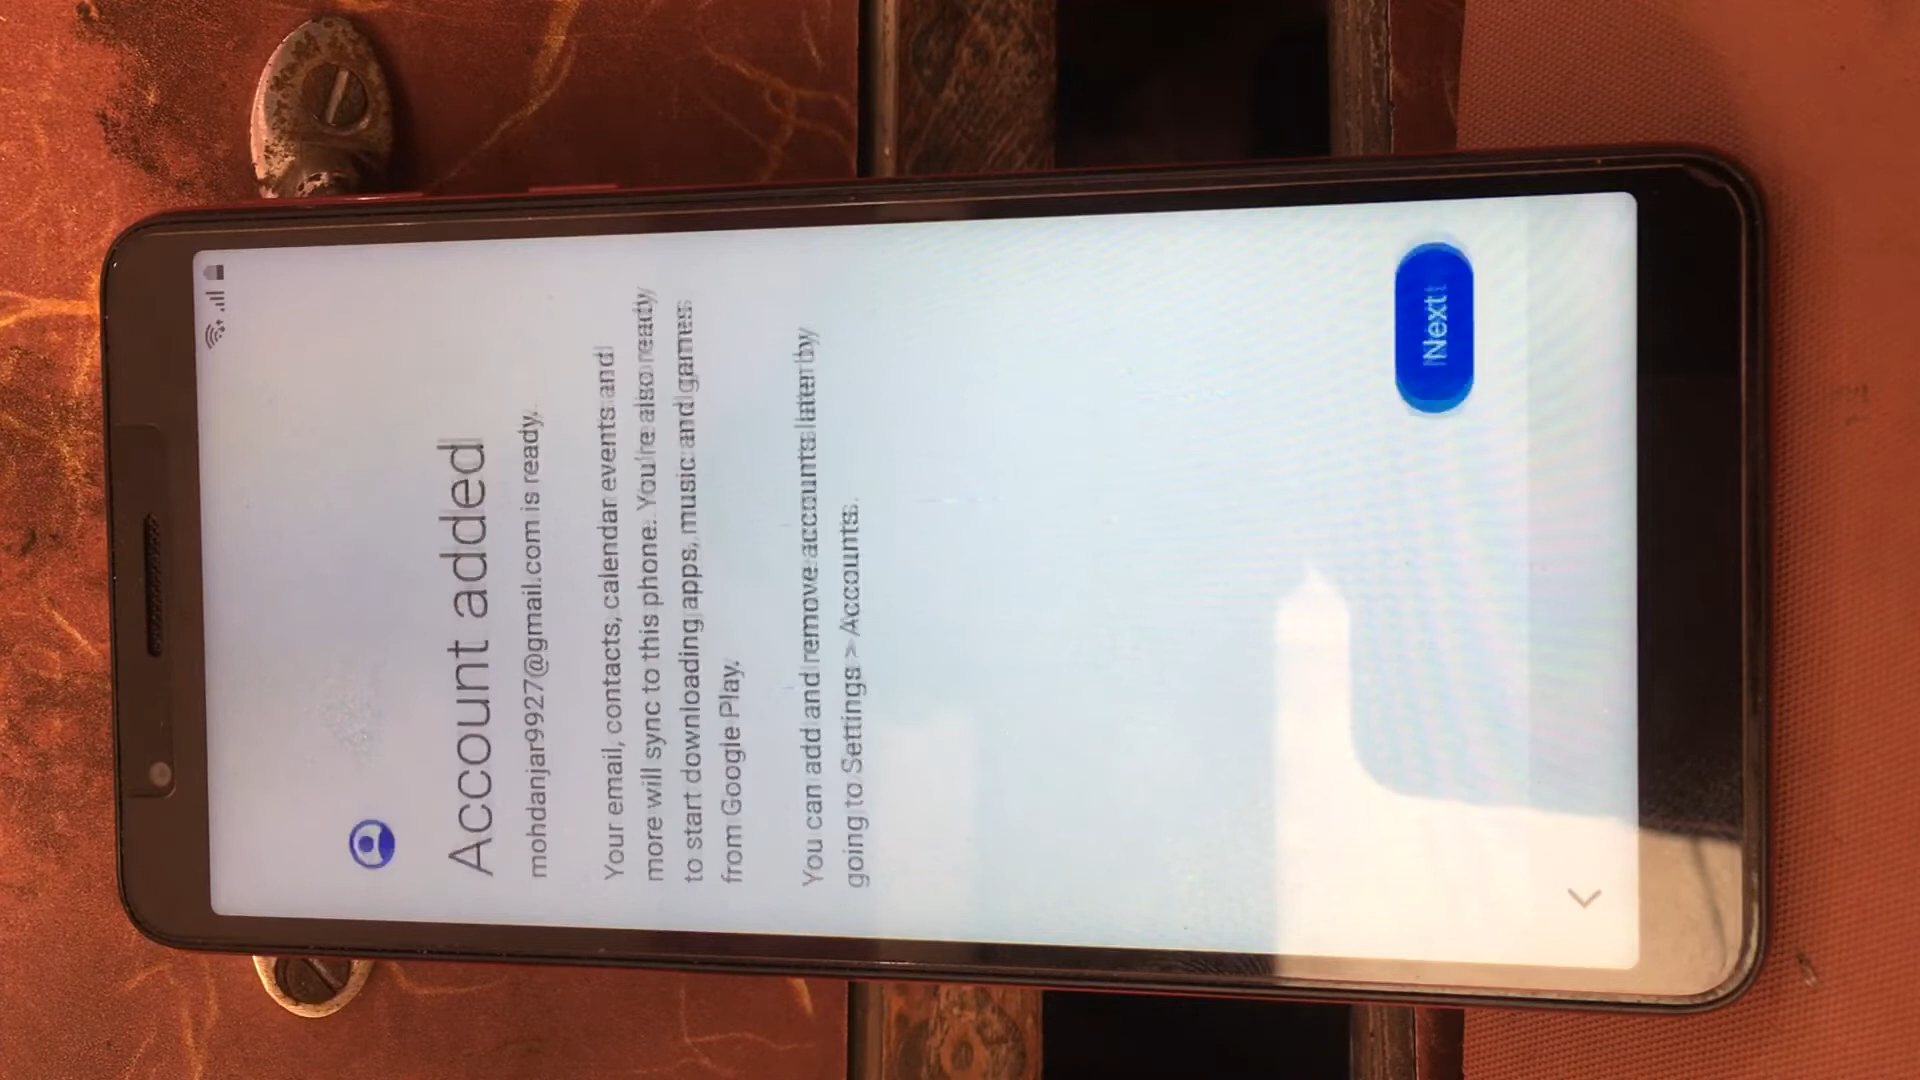 Account added
mohdanjar9927@gmail.com is ready.
Your email, contacts, calendar events and
more will sync to this phone. You're also ready
to start downloading apps, music and games
from Google Play.
You can add and remove accounts later by
going to Settings > Accounts.
Next